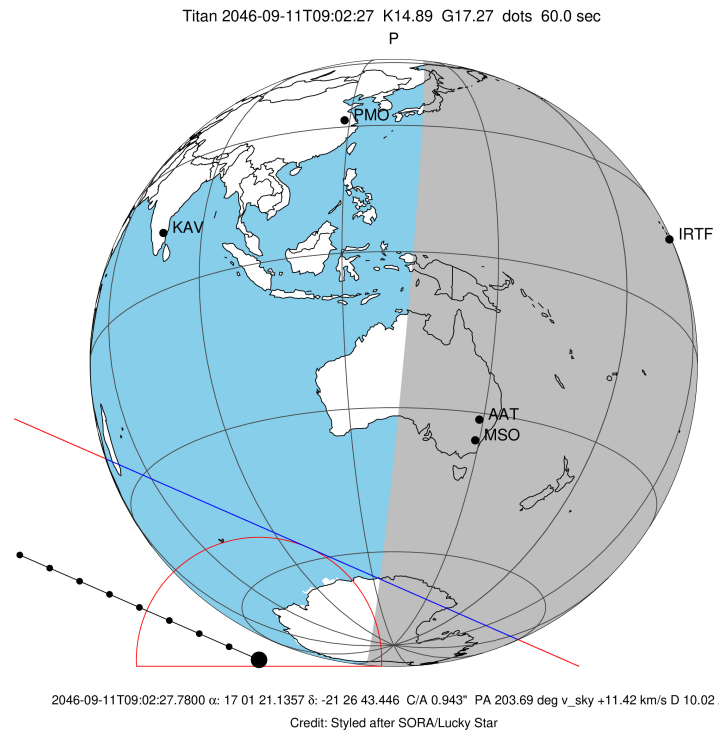 Titan 2046-09-11T09:02:27 K14.89 G17.27 dots 60.0 sec
P
PMO
KAV
IRTF
AAT
MSO
2046-09-11T09:02:27.7800 α: 17 01 21.1357 δ: -21 26 43.446 C/A 0.943" PA 203.69 deg v_sky +11.42 km/s D 10.02
Credit: Styled after SORA/Lucky Star